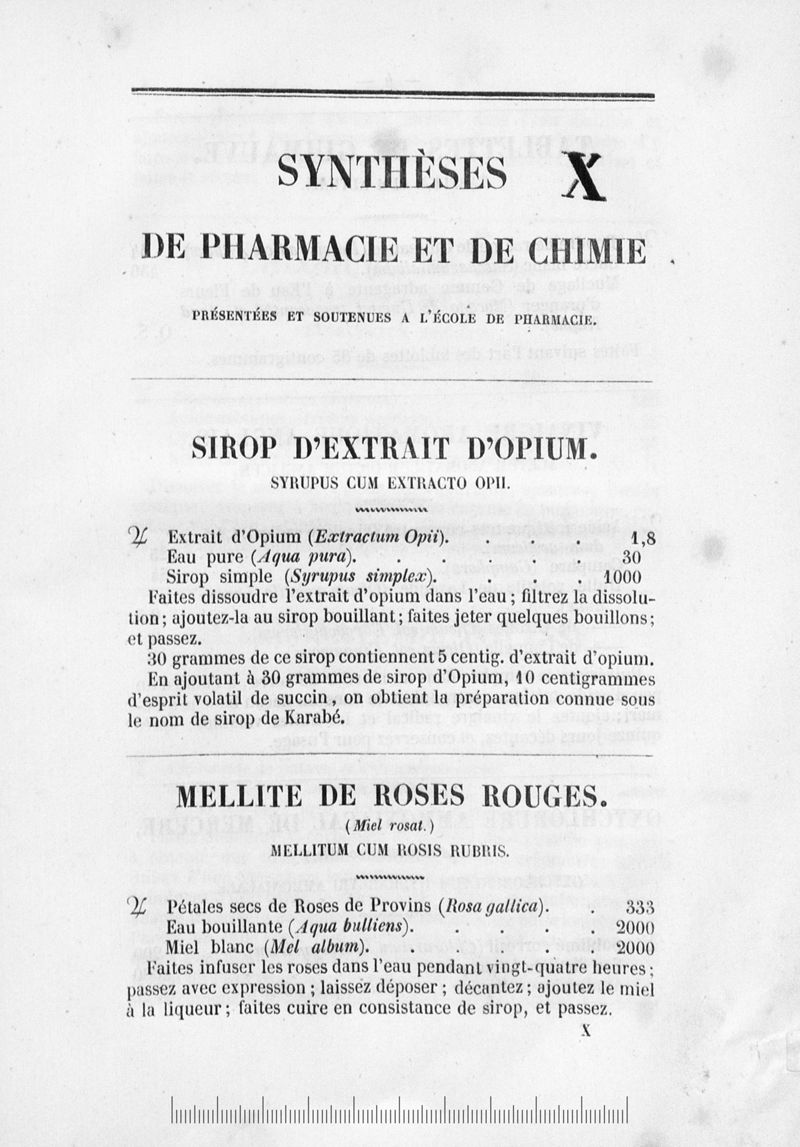 SYNTHÈSES X
DE PHARMACIE ET DE CHIMIE
PRÉSENTÉES ET SOUTENUES A L'ÉCOLE DE PHARMACIE.
SIROP D'EXTRAIT D'OPIUM.
SYRUPUS CUM EXTRACTO OPII.
♃ Extrait d'Opium (Extractum Opii). . . . 1,8
Eau pure (Aqua pura). . . . . . 30
Sirop simple (Syrupus simplex). . . . 1000
Faites dissoudre l'extrait d'opium dans l'eau ; filtrez la dissolu-
tion ; ajoutez-la au sirop bouillant ; faites jeter quelques bouillons ;
et passez.
30 grammes de ce sirop contiennent 5 centig. d'extrait d'opium.
En ajoutant à 30 grammes de sirop d'Opium, 10 centigrammes
d'esprit volatil de succin, on obtient la préparation connue sous
le nom de sirop de Karabé.
MELLITE DE ROSES ROUGES.
(Miel rosat.)
MELLITUM CUM ROSIS RUBRIS.
♃ Pétales secs de Roses de Provins (Rosa gallica). . 333
Eau bouillante (Aqua bulliens). . . . . 2000
Miel blanc (Mel album). . . . . . 2000
Faites infuser les roses dans l'eau pendant vingt-quatre heures ;
passez avec expression ; laissez déposer ; décantez ; ajoutez le miel
à la liqueur ; faites cuire en consistance de sirop, et passez.
X